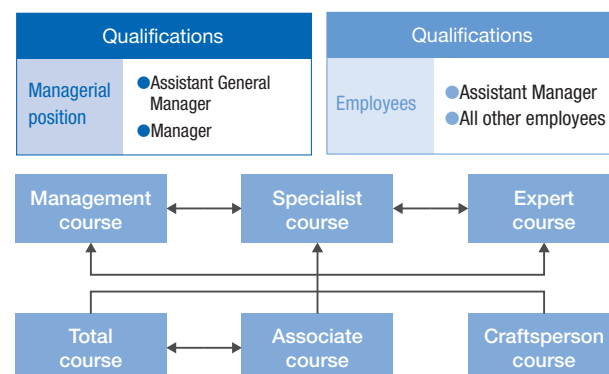 Qualifications
Managerial
position
●Assistant General
Manager
●Manager
Qualifications
Employees
●Assistant Manager
●All other employees
Management
course
Specialist
course
Expert
course
Total
course
Associate
course
Craftsperson
course